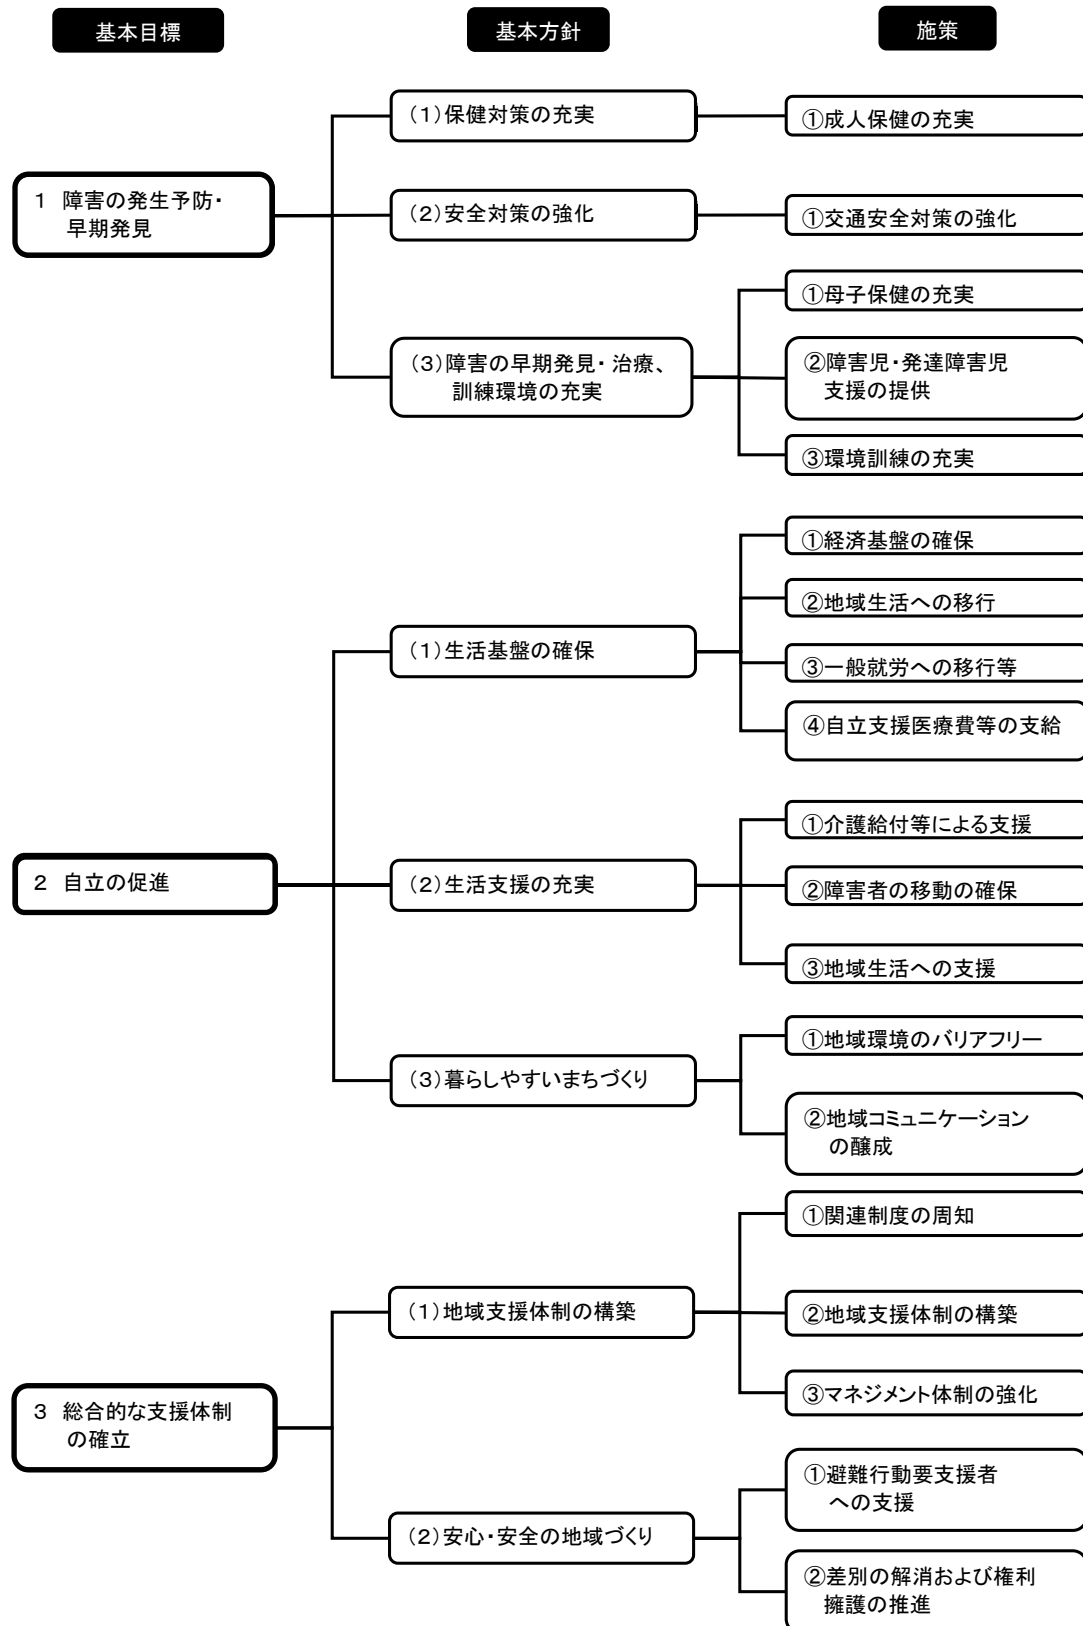 基本目標
基本方針
施策
1 障害の発生予防・
早期発見
(1)保健対策の充実
①成人保健の充実
(2)安全対策の強化
①交通安全対策の強化
(3)障害の早期発見・治療、
訓練環境の充実
①母子保健の充実
②障害児・発達障害児
支援の提供
③環境訓練の充実
2 自立の促進
(1)生活基盤の確保
①経済基盤の確保
②地域生活への移行
③一般就労への移行等
④自立支援医療費等の支給
(2)生活支援の充実
①介護給付等による支援
②障害者の移動の確保
③地域生活への支援
(3)暮らしやすいまちづくり
①地域環境のバリアフリー
②地域コミュニケーション
の醸成
3 総合的な支援体制
の確立
(1)地域支援体制の構築
①関連制度の周知
②地域支援体制の構築
③マネジメント体制の強化
(2)安心・安全の地域づくり
①避難行動要支援者
への支援
②差別の解消および権利
擁護の推進